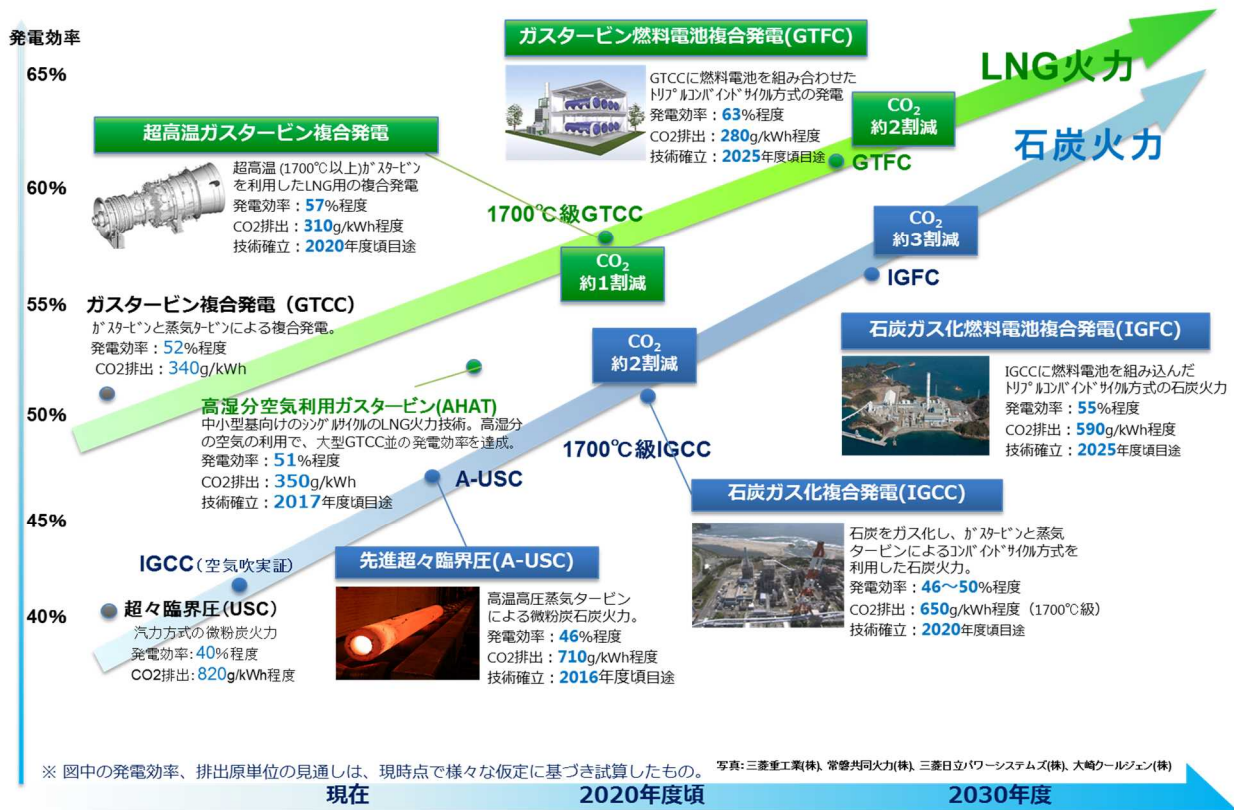 発電効率
65%
60%
55%
50%
45%
40%
ガスタービン燃料電池複合発電(GTFC)
GTCCに燃料電池を組み合わせた
トリプルコンバインドサイクル方式の発電
発電効率：63%程度
CO2排出：280g/kWh程度
技術確立：2025年度頃目途
LNG火力
石炭火力
CO2
約2割減
GTFC
超高温ガスタービン複合発電
超高温(1700℃以上)ガスタービン
を利用したLNG用の複合発電
発電効率：57%程度
CO2排出：310g/kWh程度
技術確立：2020年度頃目途
1700℃級GTCC
CO2
約1割減
CO2
約3割減
IGFC
ガスタービン複合発電（GTCC）
ガスタービンと蒸気タービンによる複合発電。
発電効率：52%程度
CO2排出：340g/kWh
CO2
約2割減
1700℃級IGCC
石炭ガス化燃料電池複合発電(IGFC)
IGCCに燃料電池を組み込んだ
トリプルコンバインドサイクル方式の石炭火力
発電効率：55%程度
CO2排出：590g/kWh程度
技術確立：2025年度頃目途
高湿分空気利用ガスタービン(AHAT)
中小型基向けのシングルサイクルのLNG火力技術。高湿分
の空気の利用で、大型GTCC並の発電効率を達成。
発電効率：51%程度
CO2排出：350g/kWh
技術確立：2017年度頃目途
A-USC
石炭ガス化複合発電(IGCC)
石炭をガス化し、ガスタービンと蒸気
タービンによるコンバインドサイクル方式を
利用した石炭火力。
発電効率：46～50%程度
CO2排出：650g/kWh程度（1700℃級）
技術確立：2020年度頃目途
IGCC(空気吹実証)
超々臨界圧(USC)
汽力方式の微粉炭火力
発電効率:40%程度
CO2排出:820g/kWh程度
先進超々臨界圧(A-USC)
高温高圧蒸気タービン
による微粉炭石炭火力。
発電効率：46%程度
CO2排出：710g/kWh程度
技術確立：2016年度頃目途
※ 図中の発電効率、排出原単位の見通しは、現時点で様々な仮定に基づき試算したもの。
写真：三菱重工業(株)、常磐共同火力(株)、三菱日立パワーシステムズ(株)、大崎クールジェン(株)
現在
2020年度頃
2030年度